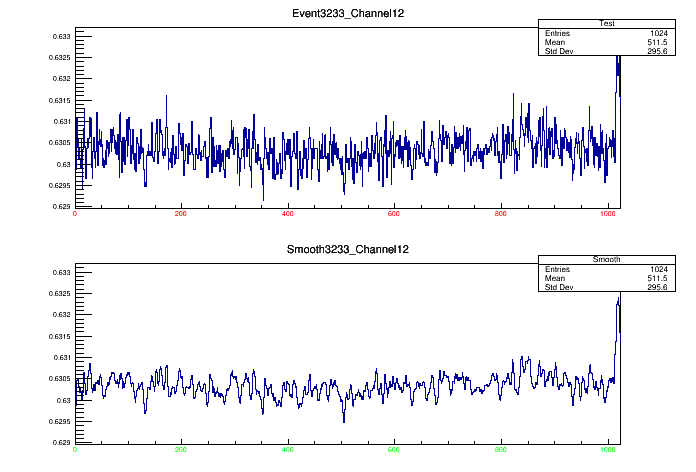 Event3233_Channel12
Test
Entries 1024
Mean 511.5
Std Dev 295.6
0.633
0.6325
0.632
0.6315
0.631
0.6305
0.63
0.6295
0.629
0 200 400 600 800 1000
Smooth3233_Channel12
Smooth
Entries 1024
Mean 511.5
Std Dev 295.6
0.633
0.6325
0.632
0.6315
0.631
0.6305
0.63
0.6295
0.629
0 200 400 600 800 1000